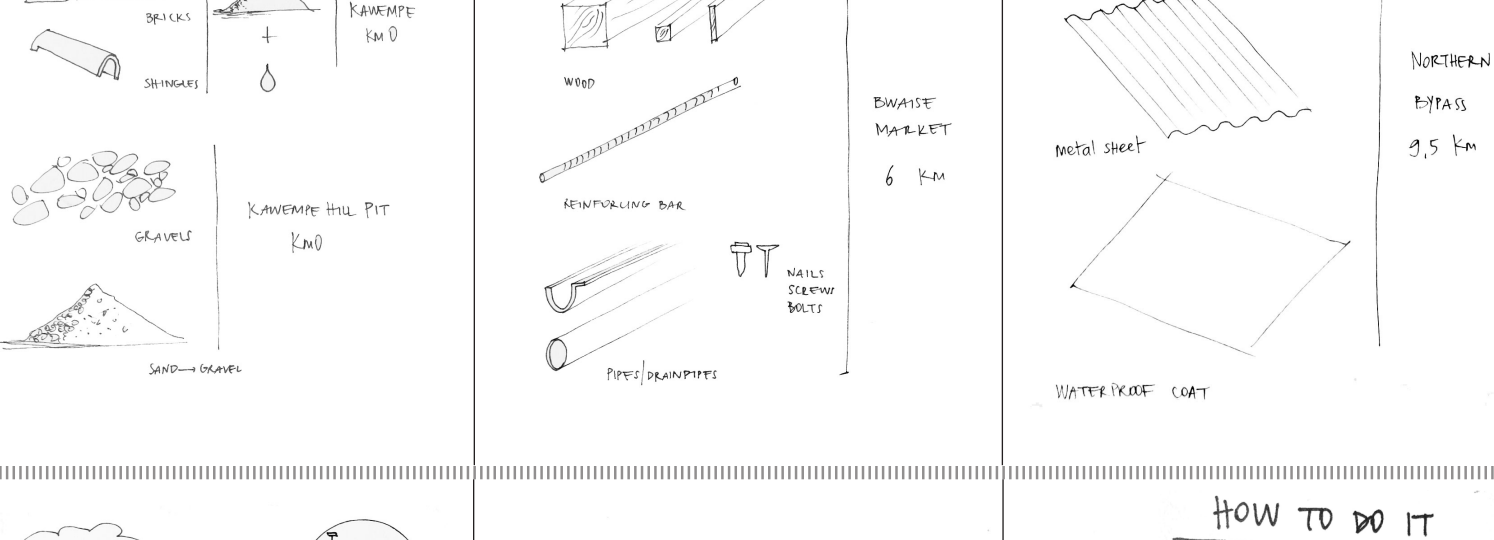 BRICKS
KAWEMPE
KM 0
SHINGLES
GRAVELS
KAWEMPE HILL PIT
KM0
SAND→GRAVEL
WOOD
REINFORCING BAR
NAILS
SCREWS
BOLTS
PIPES/DRAINPIPES
BWAISE
MARKET
6 KM
metal sheet
NORTHERN
BYPASS
9,5 KM
WATERPROOF COAT
HOW TO DO IT